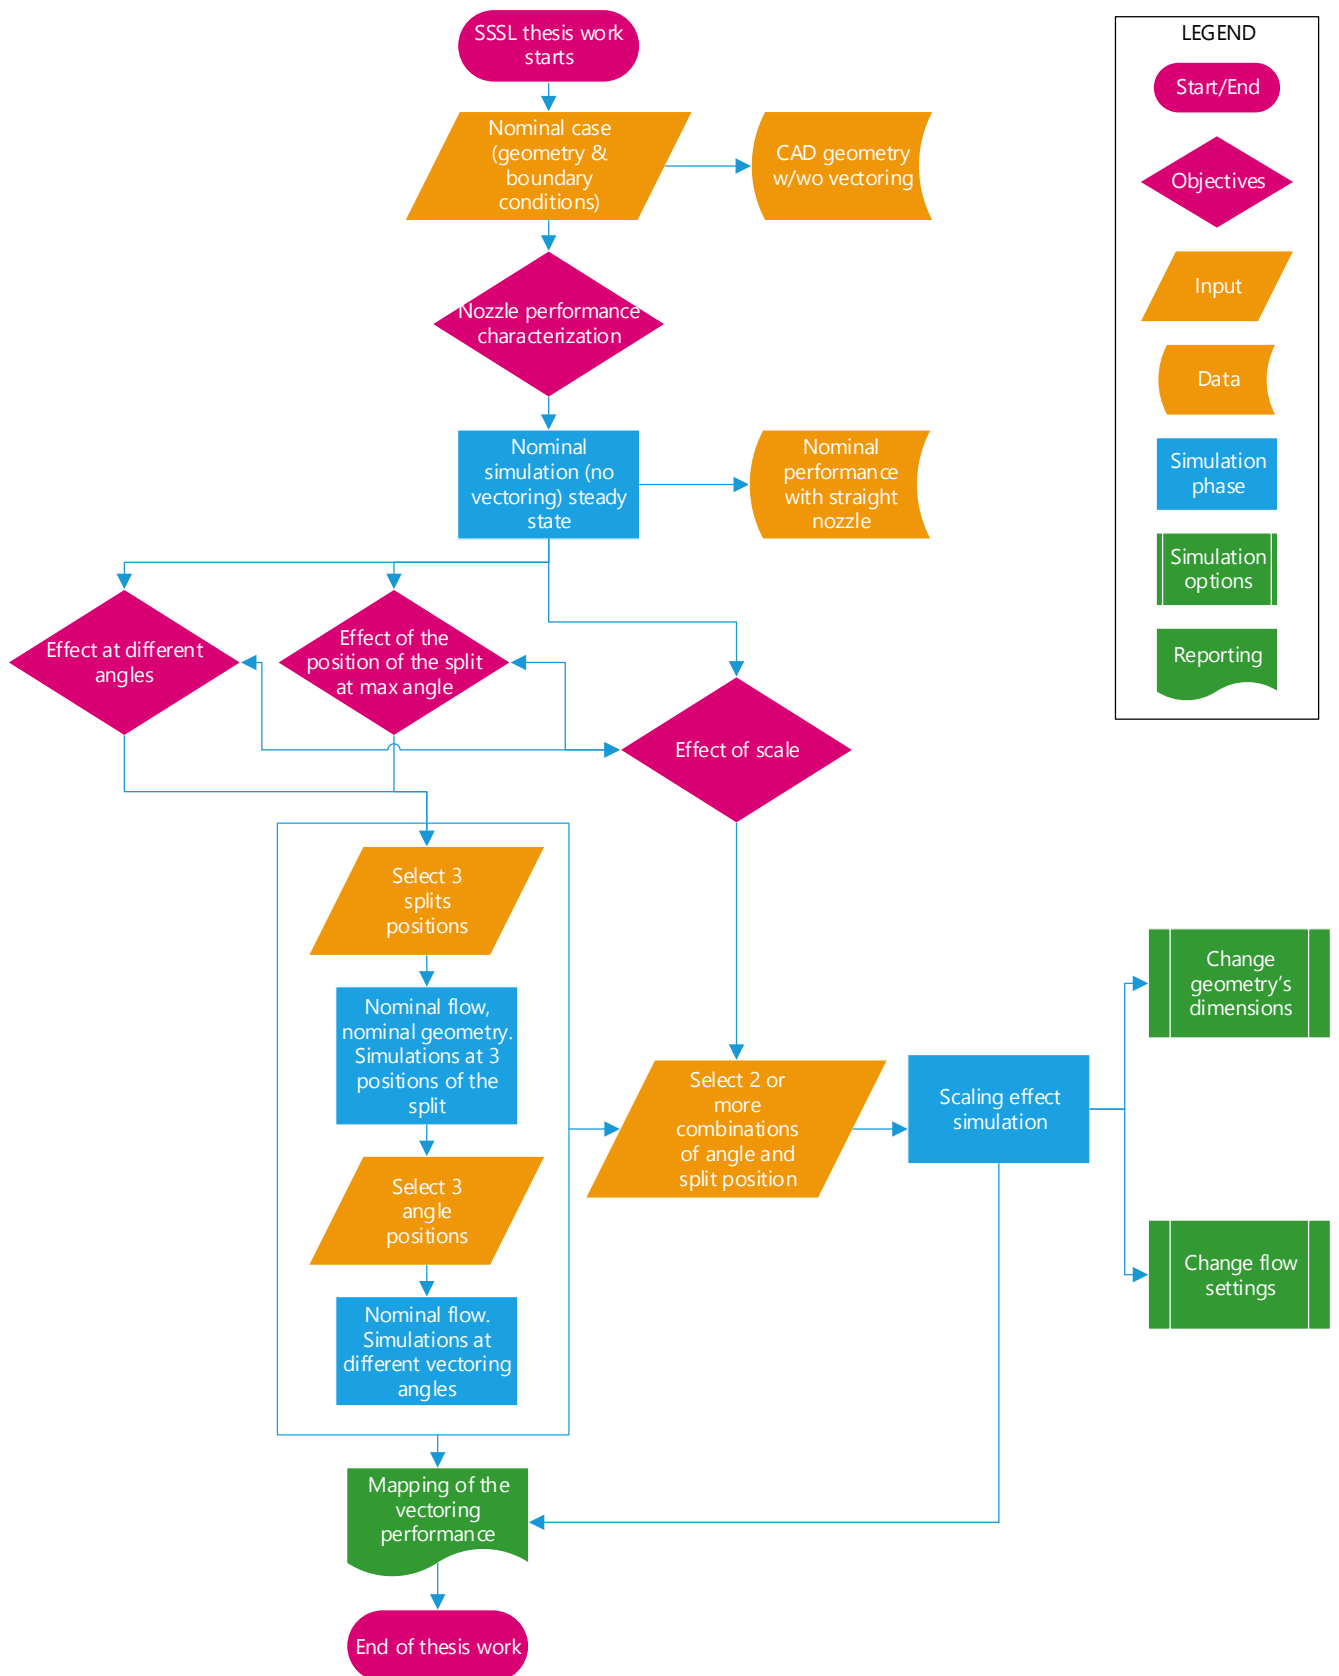 SSSL thesis work
starts
Nominal case
(geometry &
boundary
conditions)
CAD geometry
w/wo vectoring
Nozzle performance
characterization
Nominal
simulation (no
vectoring) steady
state
Nominal
performance
with straight
nozzle
Effect at different
angles
Effect of the
position of the split
at max angle
Effect of scale
Select 3
splits
positions
Nominal flow,
nominal geometry.
Simulations at 3
positions of the
split
Select 3
angle
positions
Nominal flow.
Simulations at
different vectoring
angles
Select 2 or
more
combinations
of angle and
split position
Scaling effect
simulation
Change
geometry’s
dimensions
Change flow
settings
Mapping of the
vectoring
performance
End of thesis work
LEGEND
Start/End
Objectives
Input
Data
Simulation
phase
Simulation
options
Reporting